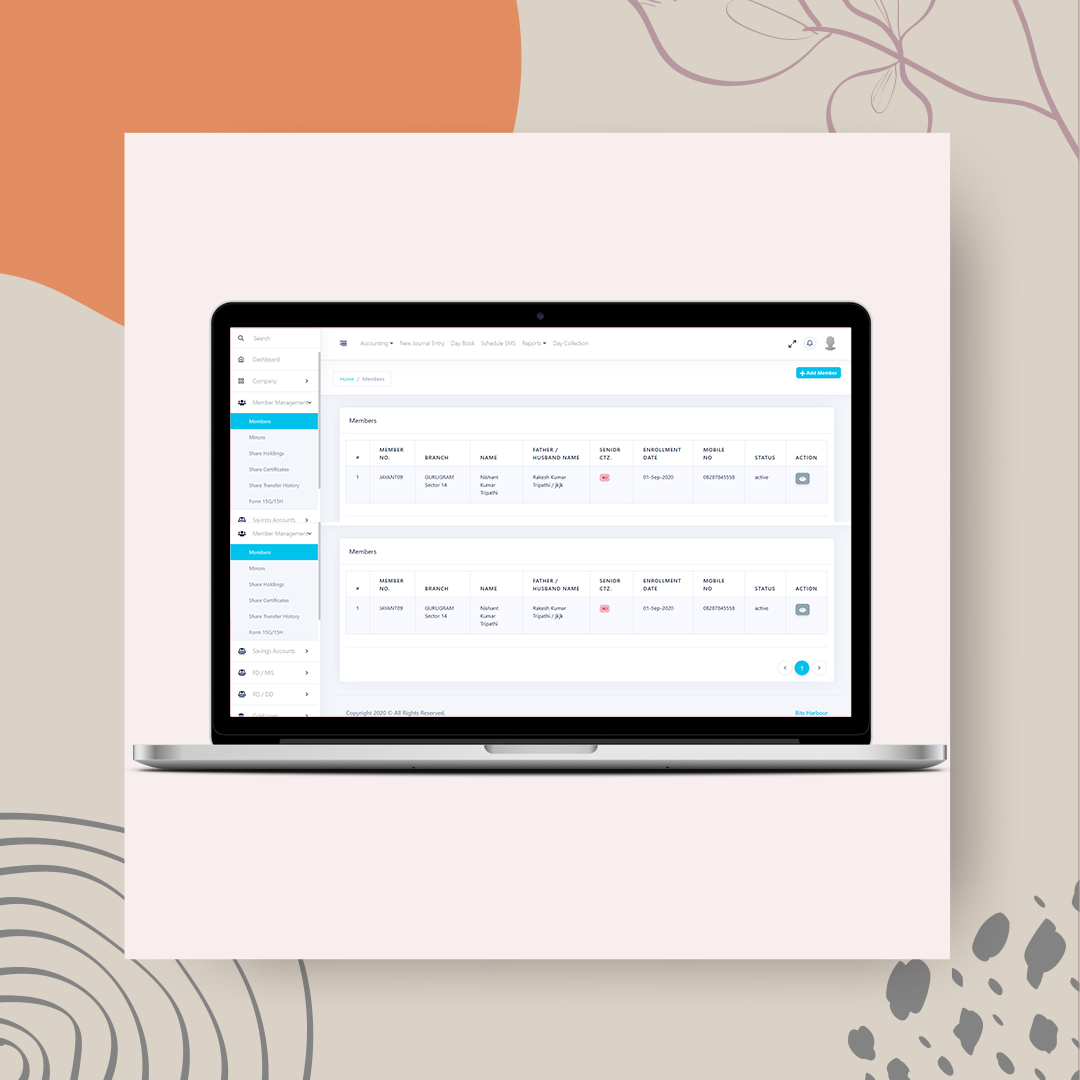 Search
Accounting New Journal Entry Day Book Schedule SMS Reports Day Collection
Dashboard
Company
Home / Members
+ Add Member
Member Management
Members
Minors
Share Holdings
Share Certificates
Share Transfer History
Form 15G/15H
Savings Accounts
Members
# MEMBER NO. BRANCH NAME FATHER / HUSBAND NAME SENIOR CTZ. ENROLLMENT DATE MOBILE NO STATUS ACTION
1 JAYANT09 GURUGRAM Sector 14 Nishant Kumar Tripathi Rakesh Kumar Tripathi / jkjk NO 01-Sep-2020 08287845558 active
Member Management
Members
Minors
Share Holdings
Share Certificates
Share Transfer History
Form 15G/15H
Savings Accounts
FD / MIS
RD / DD
Members
# MEMBER NO. BRANCH NAME FATHER / HUSBAND NAME SENIOR CTZ. ENROLLMENT DATE MOBILE NO STATUS ACTION
1 JAYANT09 GURUGRAM Sector 14 Nishant Kumar Tripathi Rakesh Kumar Tripathi / jkjk NO 01-Sep-2020 08287845558 active
1
Copyright 2020 © All Rights Reserved.
Bits Harbour